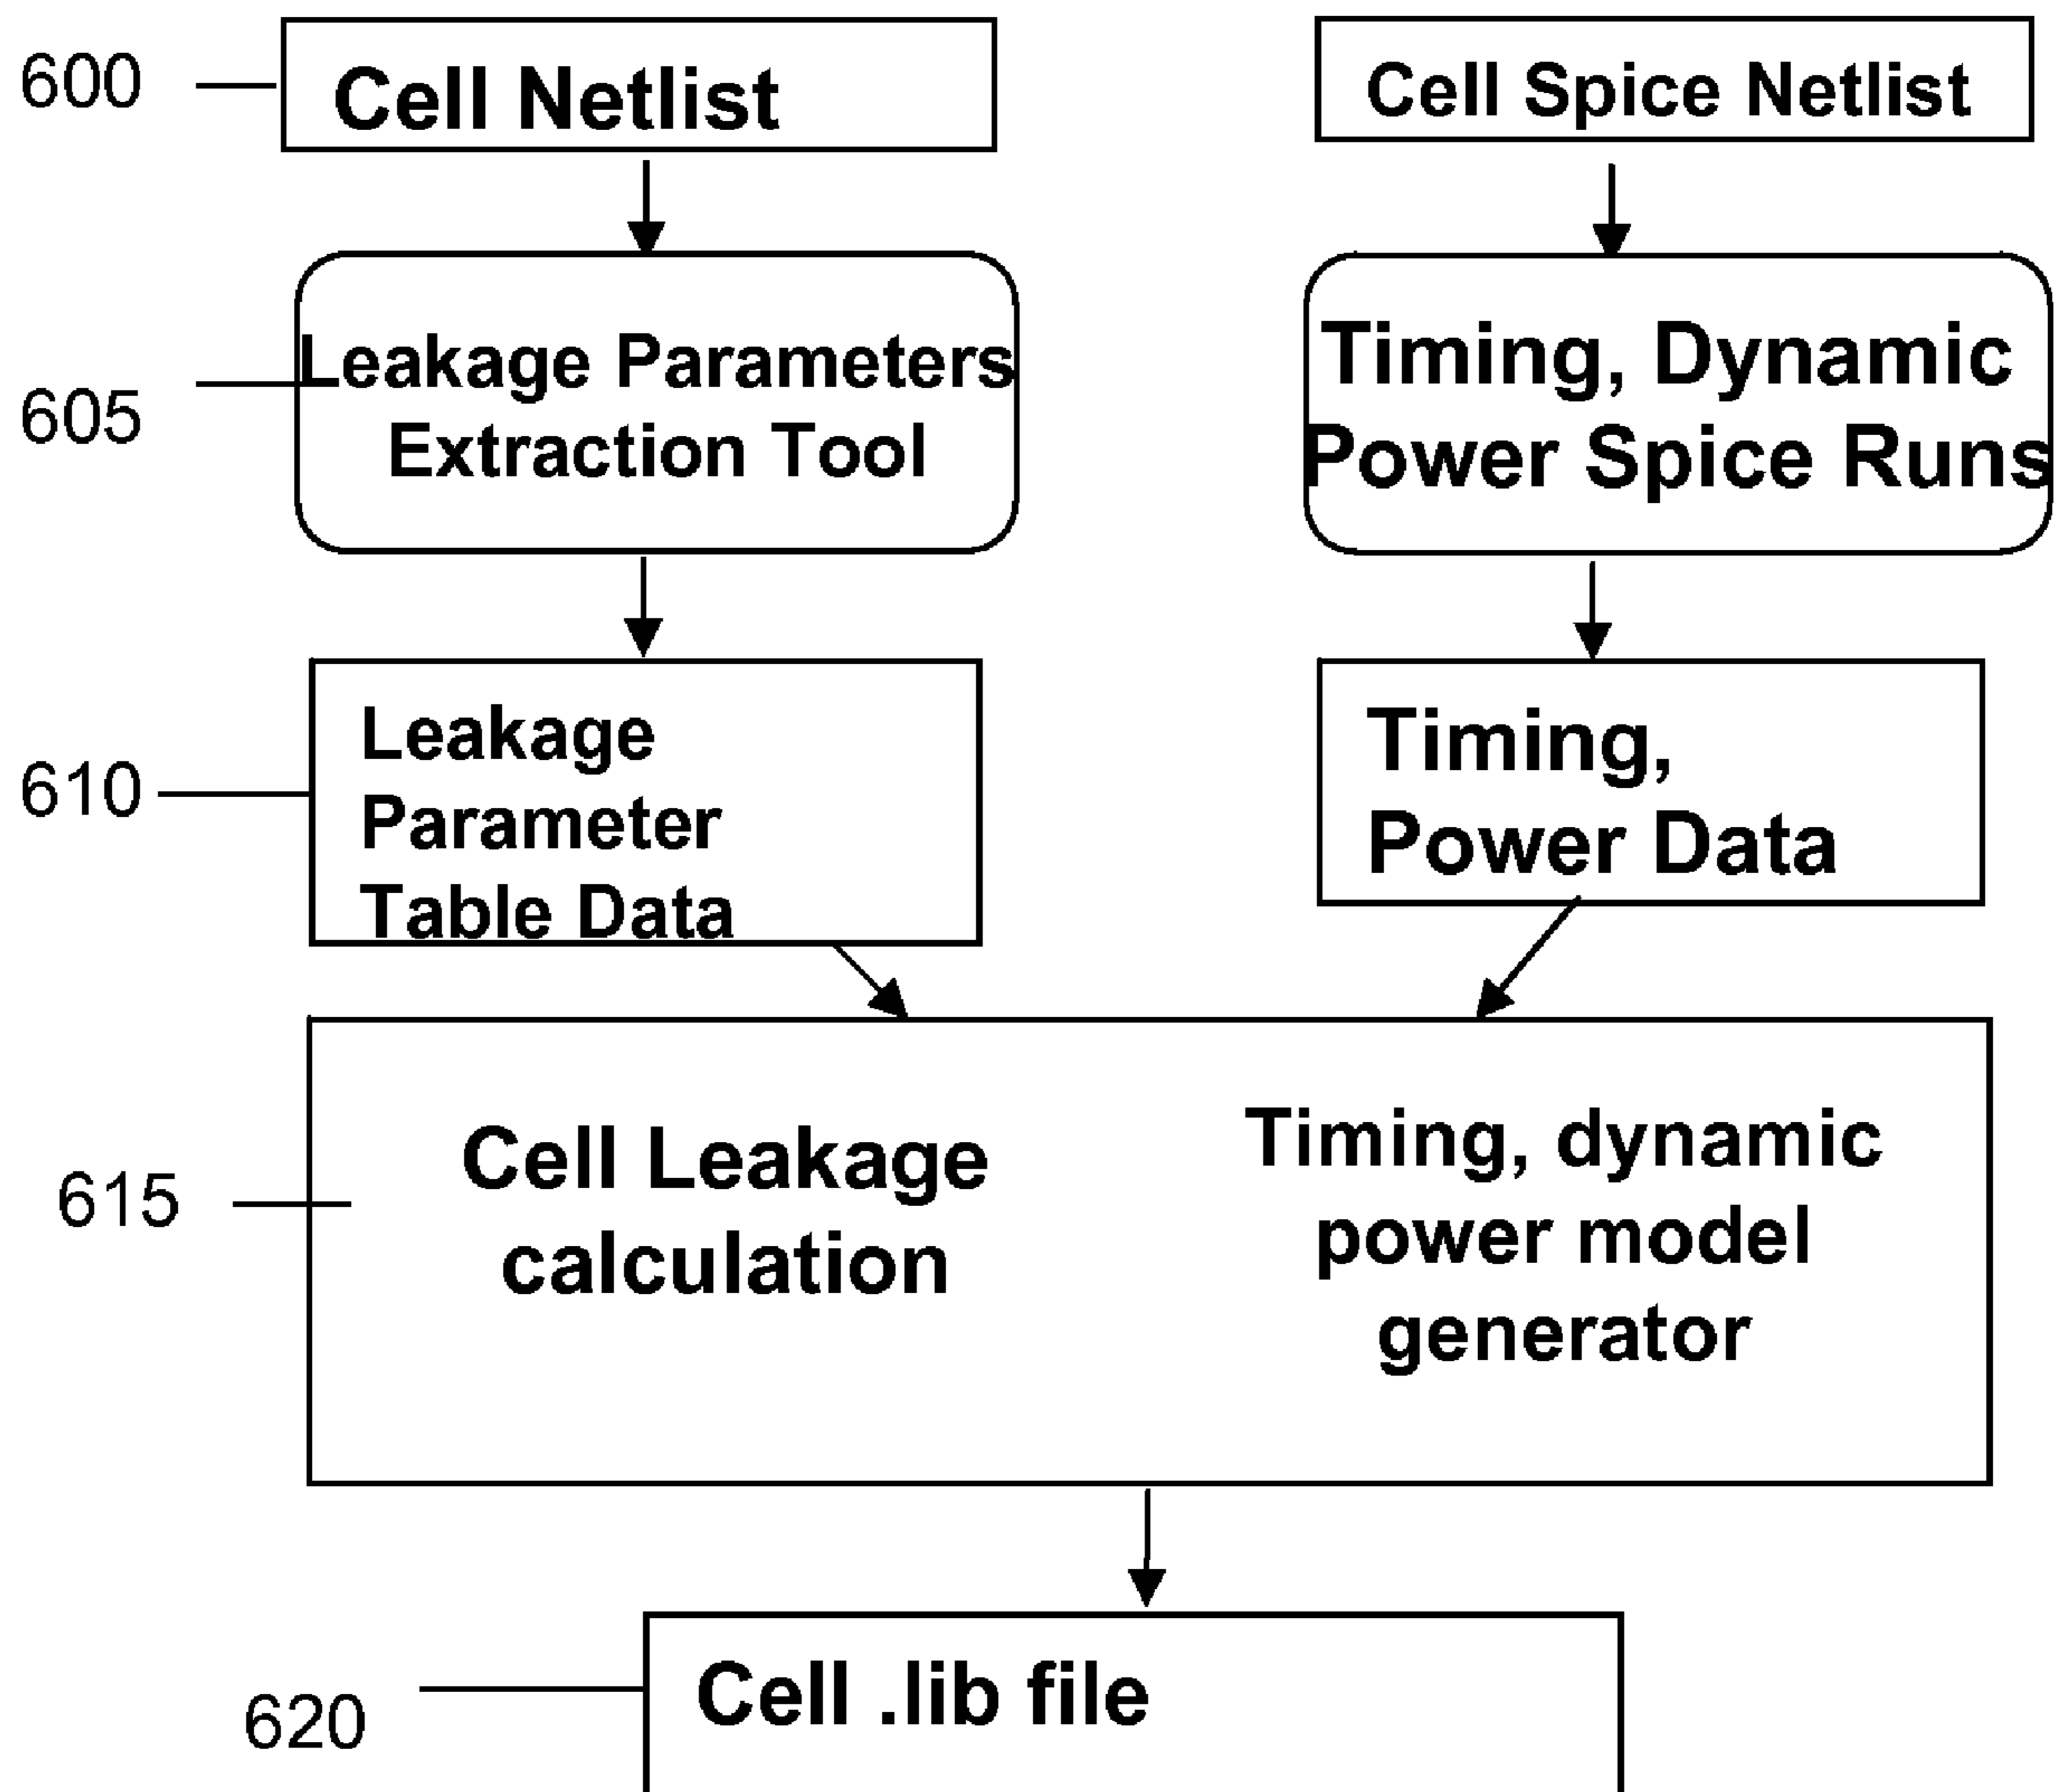 600
Cell Netlist
Cell Spice Netlist
605
Leakage Parameters
Extraction Tool
Timing, Dynamic
Power Spice Runs
610
Leakage
Parameter
Table Data
Timing,
Power Data
615
Cell Leakage
calculation
Timing, dynamic
power model
generator
620
Cell .lib file